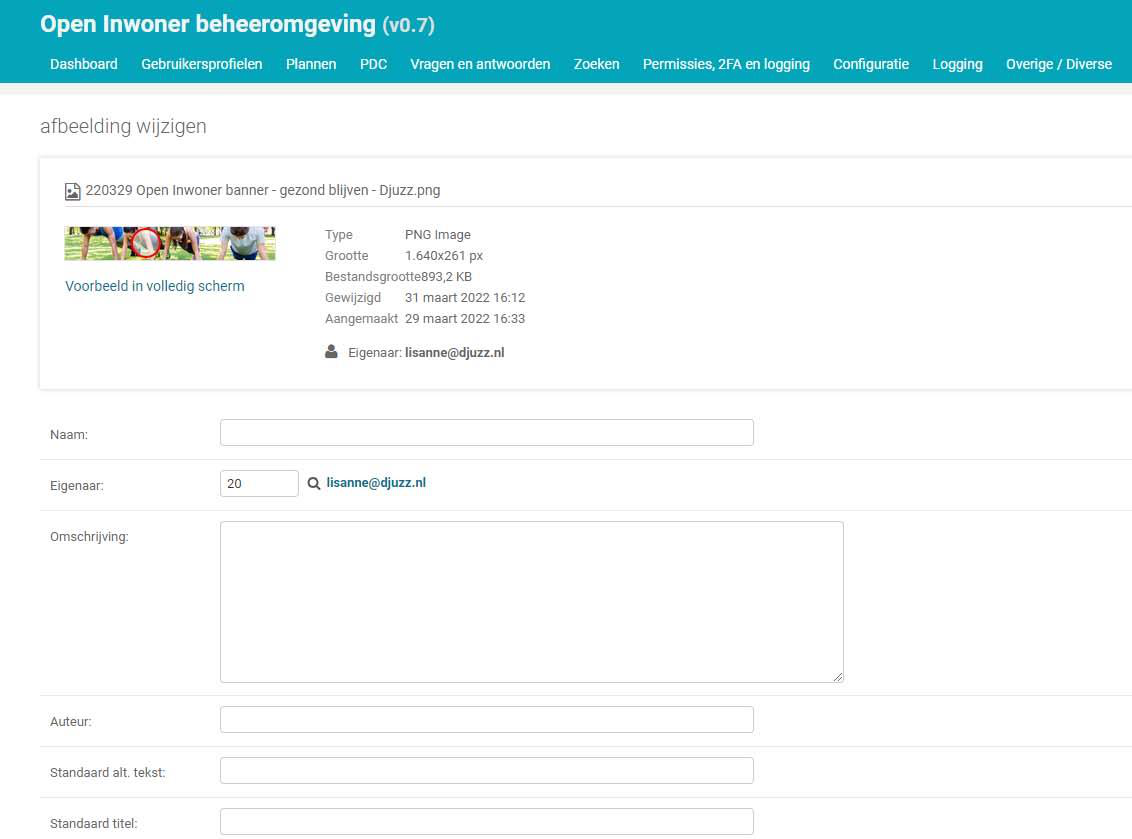 Open Inwoner beheeromgeving (v0.7)
Dashboard Gebruikersprofielen Plannen PDC Vragen en antwoorden Zoeken Permissies, 2FA en logging Configuratie Logging Overige / Diverse
afbeelding wijzigen
220329 Open Inwoner banner - gezond blijven - Djuzz.png
Type PNG Image
Grootte 1.640x261 px
Bestandsgrootte893,2 KB
Gewijzigd 31 maart 2022 16:12
Aangemaakt 29 maart 2022 16:33
Voorbeeld in volledig scherm
Eigenaar: lisanne@djuzz.nl
Naam:
Eigenaar: 20 lisanne@djuzz.nl
Omschrijving:
Auteur:
Standaard alt. tekst:
Standaard titel: